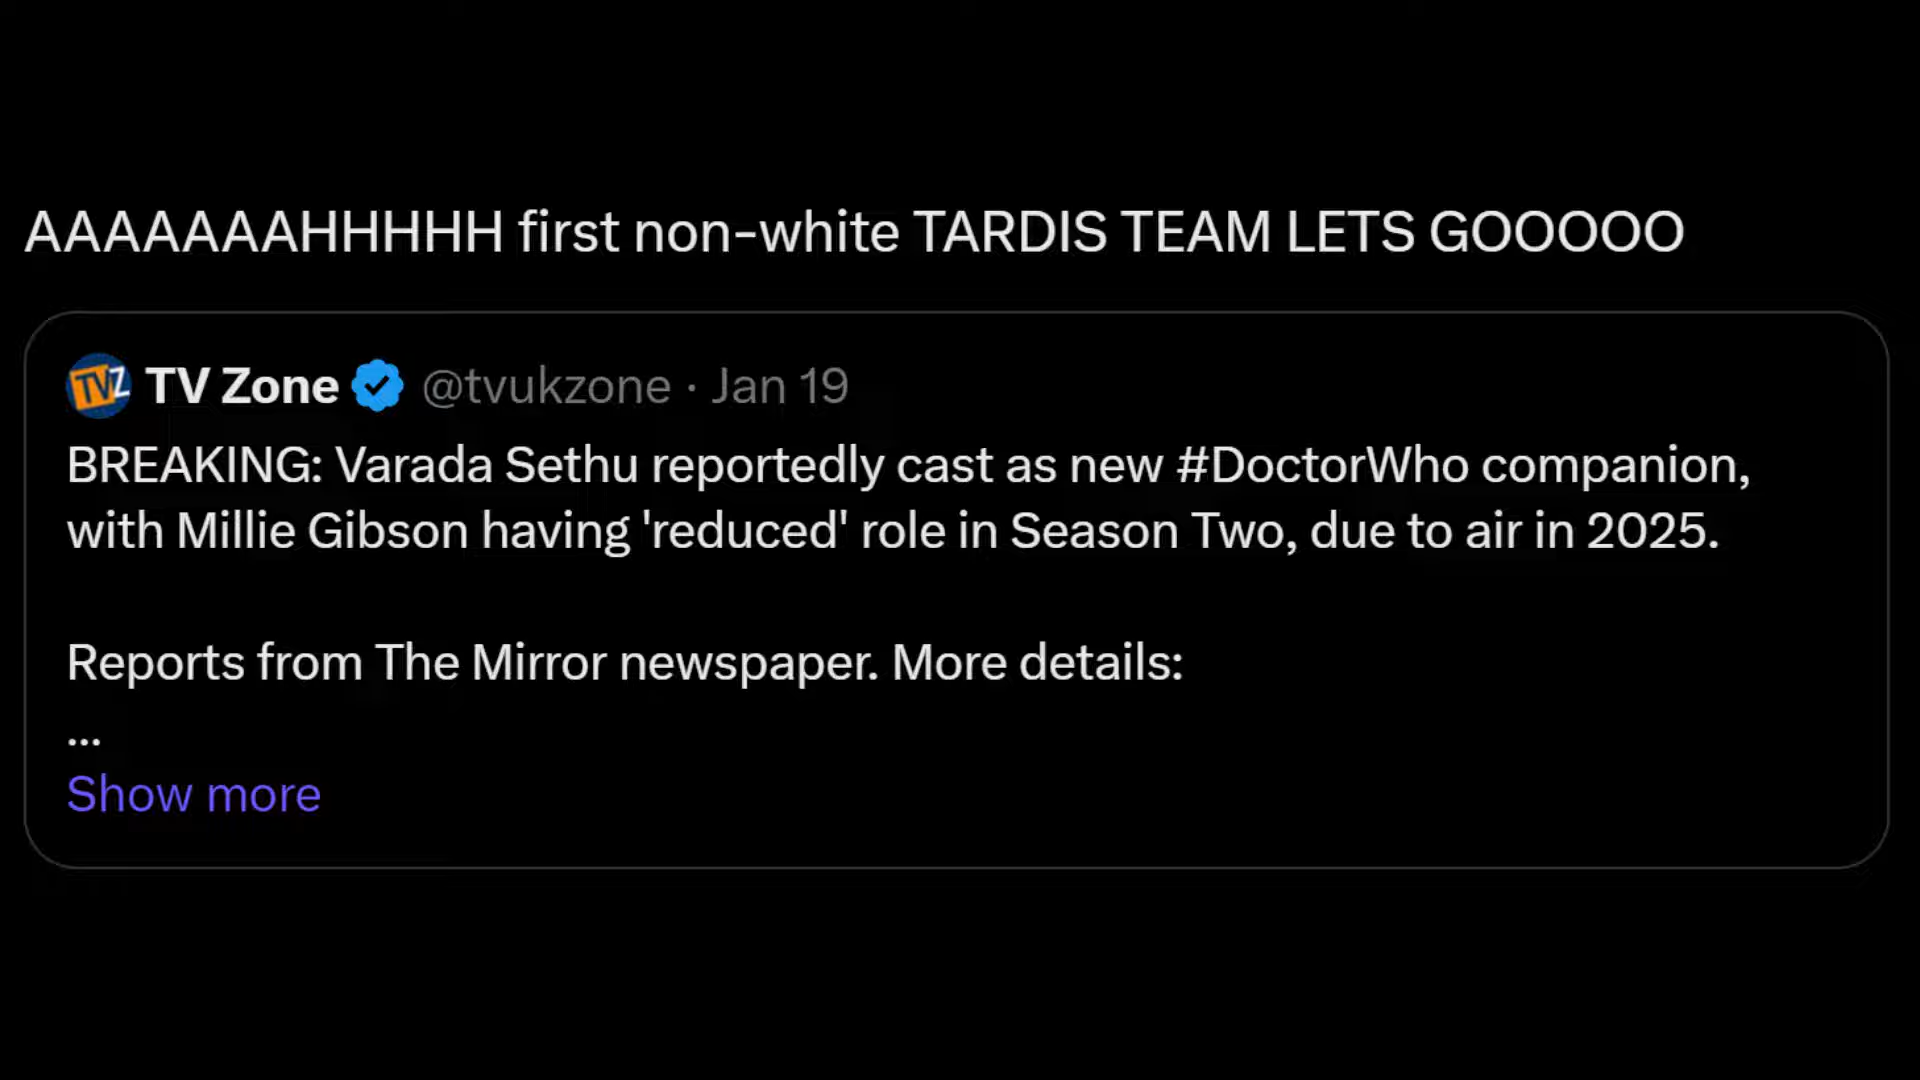 AAAAAAAHHHHH first non-white TARDIS TEAM LETS GOOOOO
TVZ TV Zone @tvukzone · Jan 19
BREAKING: Varada Sethu reportedly cast as new #DoctorWho companion,
with Millie Gibson having 'reduced' role in Season Two, due to air in 2025.
Reports from The Mirror newspaper. More details:
...
Show more